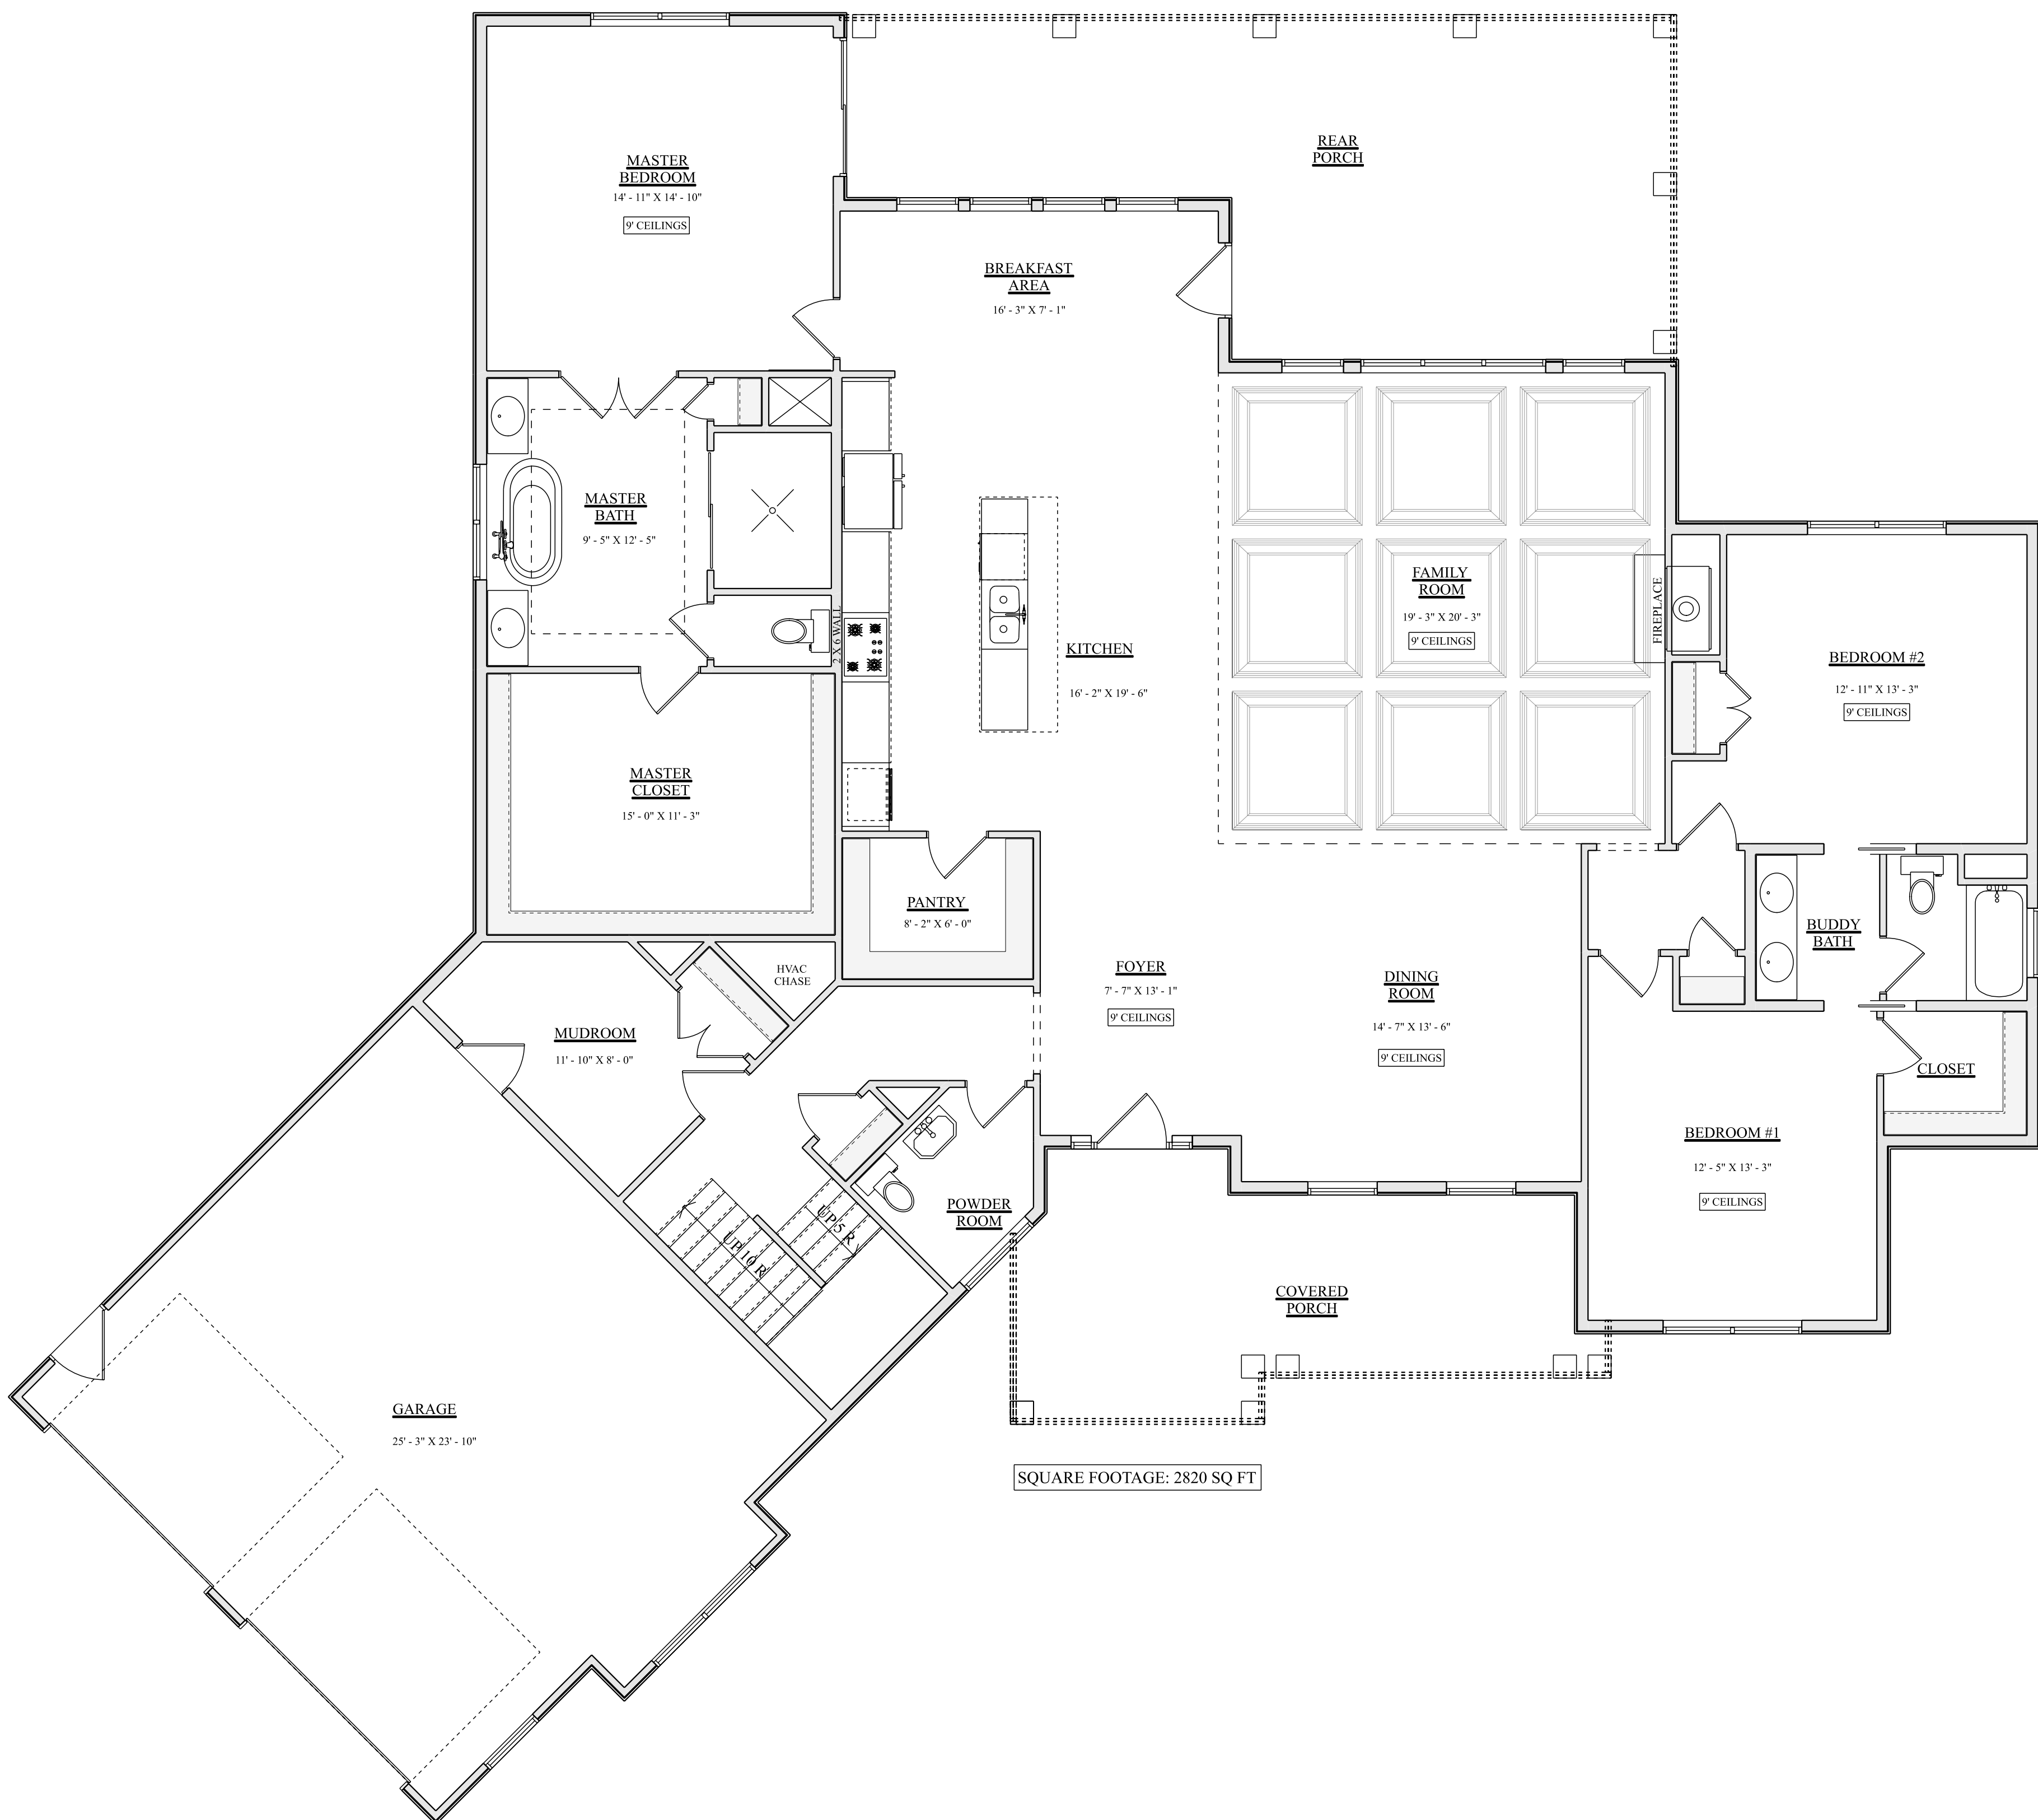 REAR
PORCH
MASTER
BEDROOM
14' - 11" X 14' - 10"
9' CEILINGS
BREAKFAST
AREA
16' - 3" X 7' - 1"
MASTER
BATH
9' - 5" X 12' - 5"
2 X 6 WALL
KITCHEN
16' - 2" X 19' - 6"
FAMILY
ROOM
19' - 3" X 20' - 3"
9' CEILINGS
FIREPLACE
BEDROOM #2
12' - 11" X 13' - 3"
9' CEILINGS
MASTER
CLOSET
15' - 0" X 11' - 3"
PANTRY
8' - 2" X 6' - 0"
BUDDY
BATH
HVAC
CHASE
FOYER
7' - 7" X 13' - 1"
9' CEILINGS
DINING
ROOM
14' - 7" X 13' - 6"
9' CEILINGS
MUDROOM
11' - 10" X 8' - 0"
CLOSET
BEDROOM #1
12' - 5" X 13' - 3"
9' CEILINGS
POWDER
ROOM
UP 5 R
UP 10 R
COVERED
PORCH
GARAGE
25' - 3" X 23' - 10"
SQUARE FOOTAGE: 2820 SQ FT